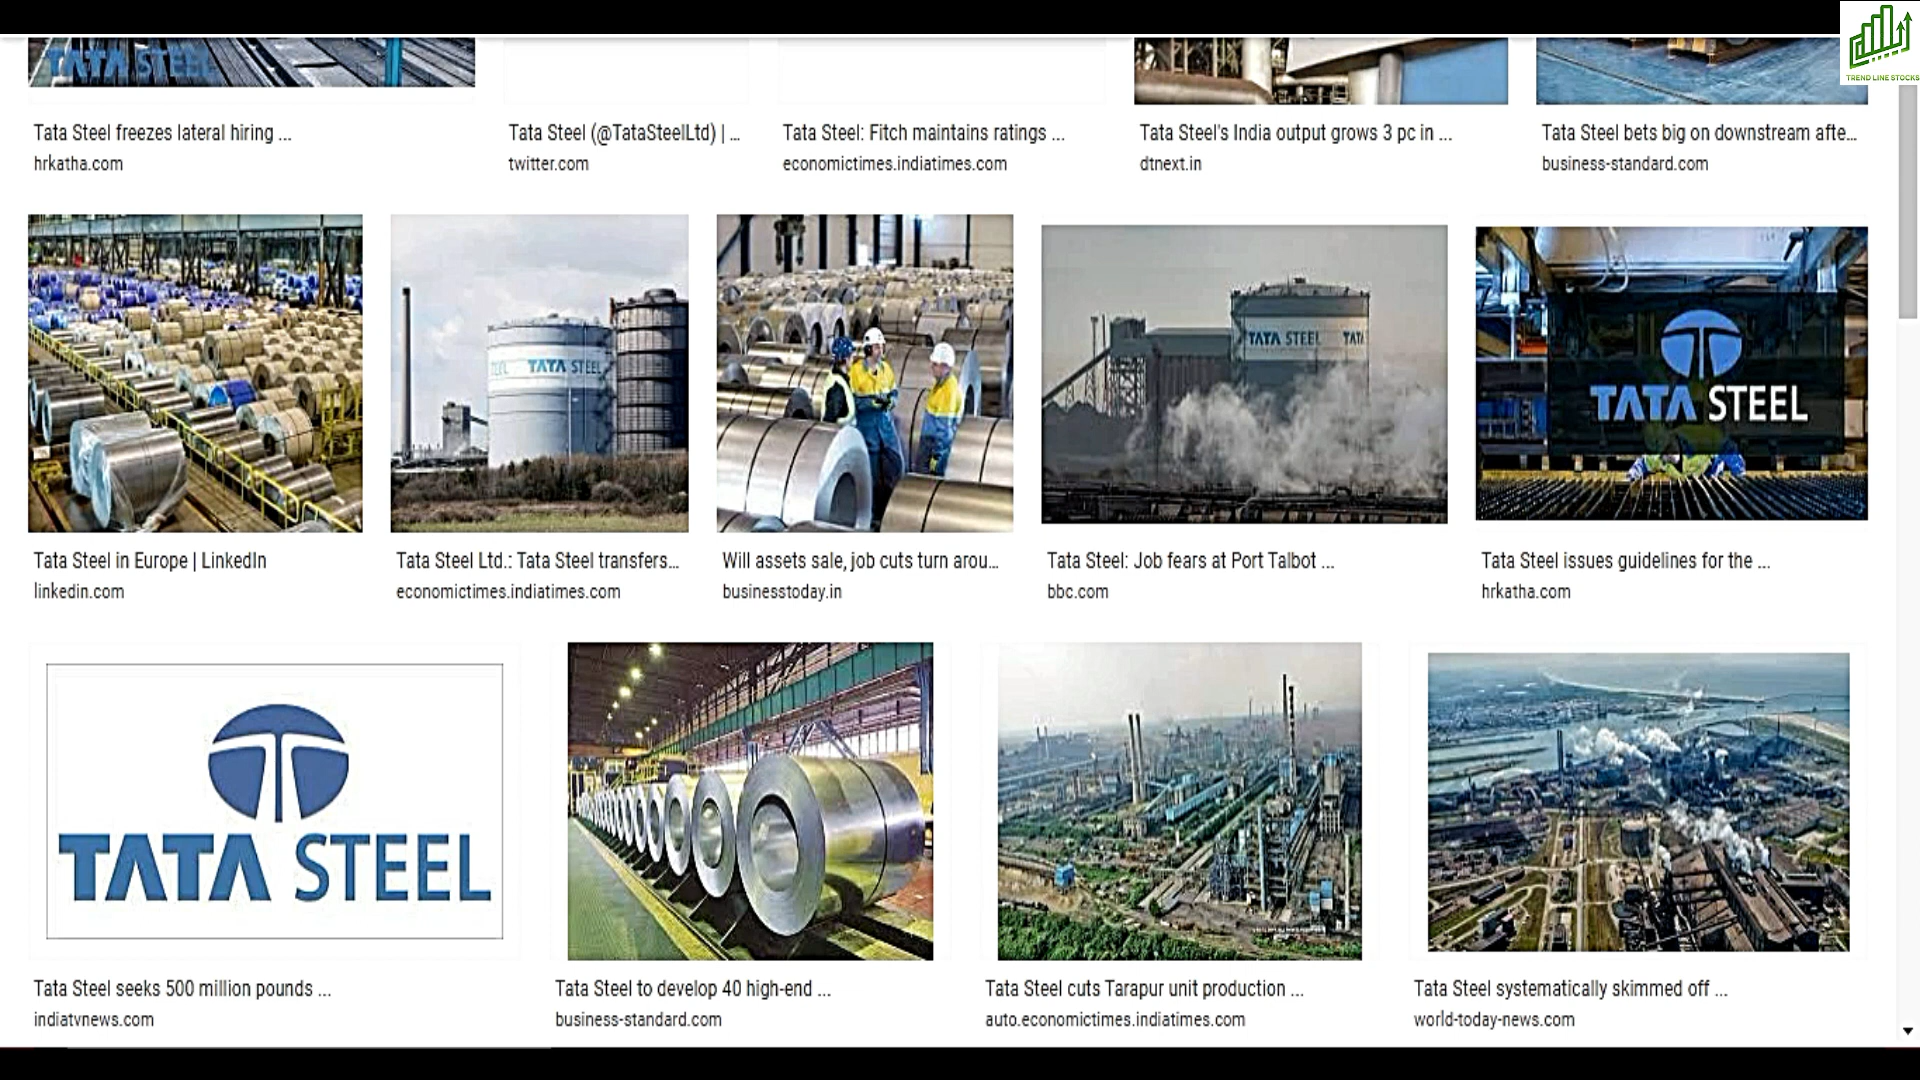 TREND LINE STOCKS
TATA STEEL
Tata Steel freezes lateral hiring ...
hrkatha.com
Tata Steel (@TataSteelLtd) | ...
twitter.com
Tata Steel: Fitch maintains ratings ...
economictimes.indiatimes.com
Tata Steel's India output grows 3 pc in ...
dtnext.in
Tata Steel bets big on downstream afte...
business-standard.com
TATA STEEL
TATA STEEL TATA
TATA STEEL
Tata Steel in Europe | LinkedIn
linkedin.com
Tata Steel Ltd.: Tata Steel transfers...
economictimes.indiatimes.com
Will assets sale, job cuts turn arou...
businesstoday.in
Tata Steel: Job fears at Port Talbot ...
bbc.com
Tata Steel issues guidelines for the ...
hrkatha.com
TATA STEEL
Tata Steel seeks 500 million pounds ...
indiatvnews.com
Tata Steel to develop 40 high-end ...
business-standard.com
Tata Steel cuts Tarapur unit production ...
auto.economictimes.indiatimes.com
Tata Steel systematically skimmed off ...
world-today-news.com